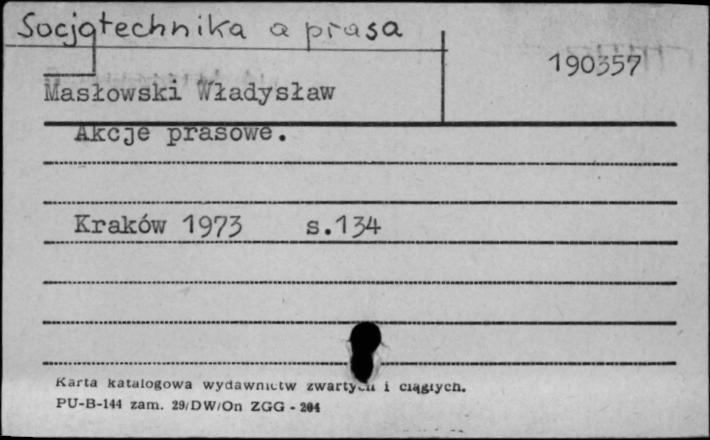 Socjotechnika a prasa
190357
Masłowski Władysław
Akcje prasowe.
Kraków 1973 s.134
Karta katalogowa wydawnictw zwartych i ciągłych.
PU-B-144 zam. 29/DW/On ZGG - 204